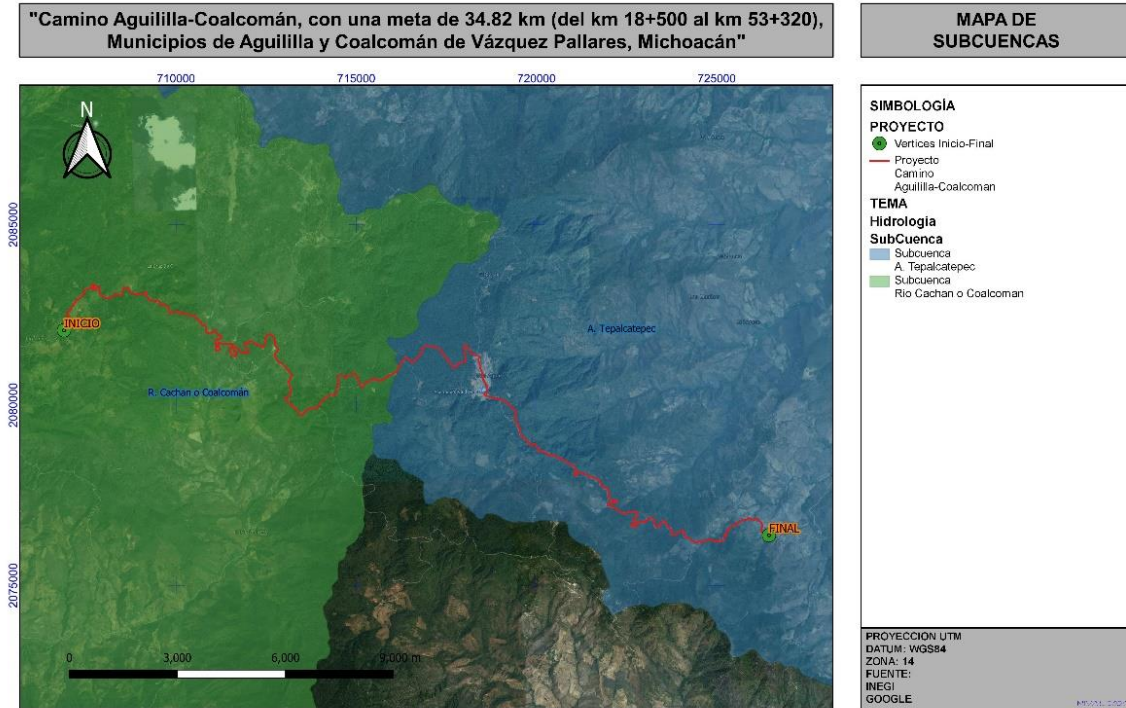 "Camino Aguililla-Coalcomán, con una meta de 34.82 km (del km 18+500 al km 53+320),
Municipios de Aguililla y Coalcomán de Vázquez Pallares, Michoacán"
MAPA DE
SUBCUENCAS
710000
715000
720000
725000
N
2085000
2080000
2075000
INICIO
R. Cachan o Coalcomán
A. Tepalcatepec
FINAL
0
3,000
6,000
9,000 m
SIMBOLOGÍA
PROYECTO
Vertices Inicio-Final
Proyecto
Camino
Aguililla-Coalcoman
TEMA
Hidrologia
SubCuenca
Subcuenca
A. Tepalcatepec
Subcuenca
Rio Cachan o Coalcoman
PROYECCION UTM
DATUM: WGS84
ZONA: 14
FUENTE:
INEGI
GOOGLE